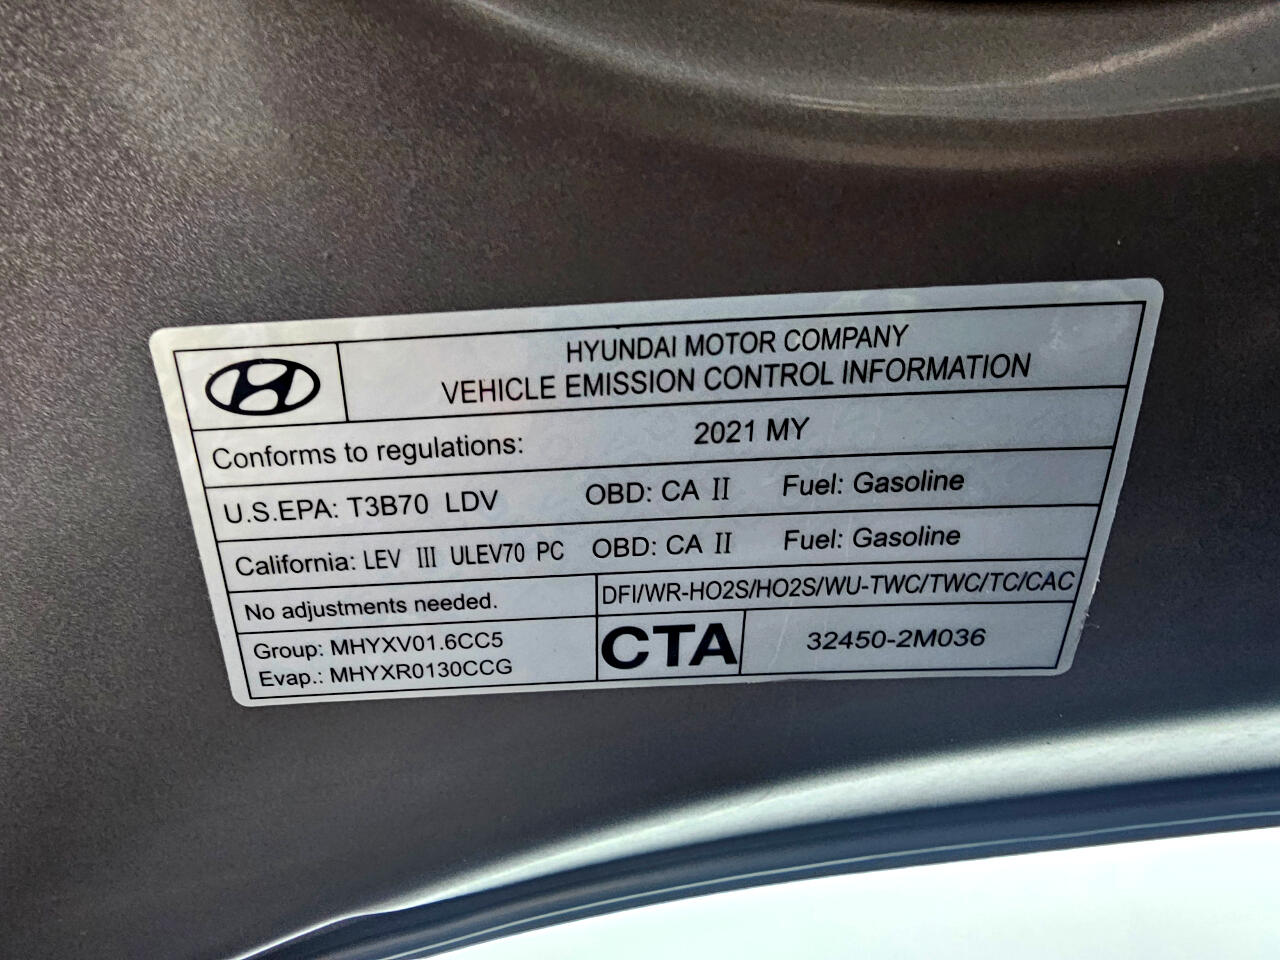 HYUNDAI MOTOR COMPANY
VEHICLE EMISSION CONTROL INFORMATION
Conforms to regulations: 2021 MY
U.S.EPA: T3B70 LDV OBD: CA II Fuel: Gasoline
California: LEV III ULEV70 PC OBD: CA II Fuel: Gasoline
No adjustments needed. DFI/WR-HO2S/HO2S/WU-TWC/TWC/TC/CAC
Group: MHYXV01.6CC5
Evap.: MHYXR0130CCG
CTA 32450-2M036